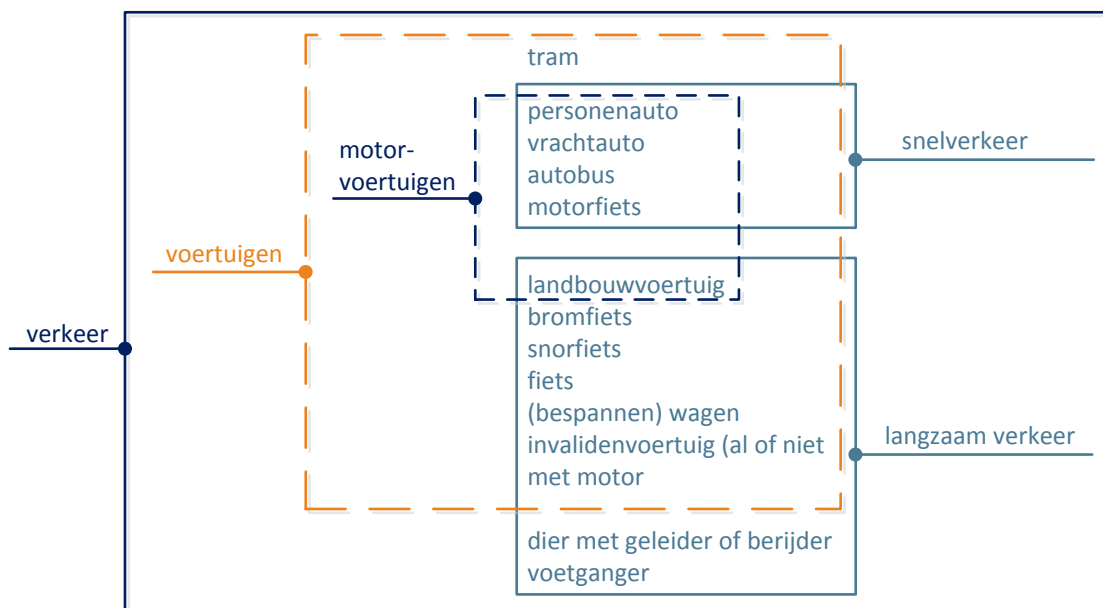 tram
personenauto
vrachtauto
autobus
motorfiets
snelverkeer
motor-
voertuigen
voertuigen
verkeer
landbouwvoertuig
bromfiets
snorfiets
fiets
(bespannen) wagen
invalidenvoertuig (al of niet
met motor
langzaam verkeer
dier met geleider of berijder
voetganger